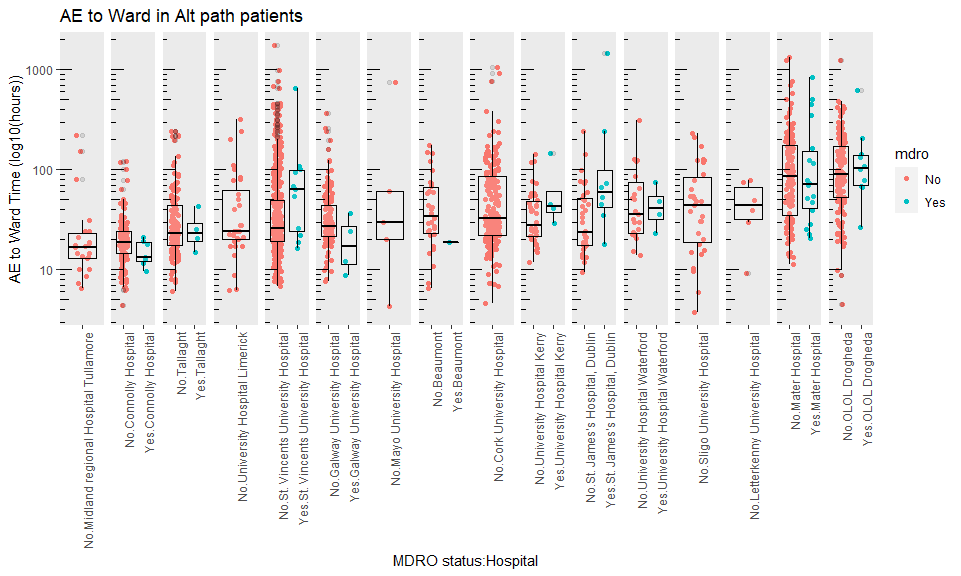 AE to Ward in Alt path patients
AE to Ward Time (log10(hours))
1000
100
10
No.Midland regional Hospital Tullamore
No.Connolly Hospital
Yes.Connolly Hospital
No.Tallaght
Yes.Tallaght
No.University Hospital Limerick
No.St. Vincents University Hospital
Yes.St. Vincents University Hospital
No.Galway University Hospital
Yes.Galway University Hospital
No.Mayo University Hospital
No.Beaumont
Yes.Beaumont
No.Cork University Hospital
No.University Hospital Kerry
Yes.University Hospital Kerry
No.St. James's Hospital, Dublin
Yes.St. James's Hospital, Dublin
No.University Hospital Waterford
Yes.University Hospital Waterford
No.Sligo University Hospital
No.Letterkenny University Hospital
No.Mater Hospital
Yes.Mater Hospital
No.OLOL Drogheda
Yes.OLOL Drogheda
MDRO status:Hospital
mdro
No
Yes